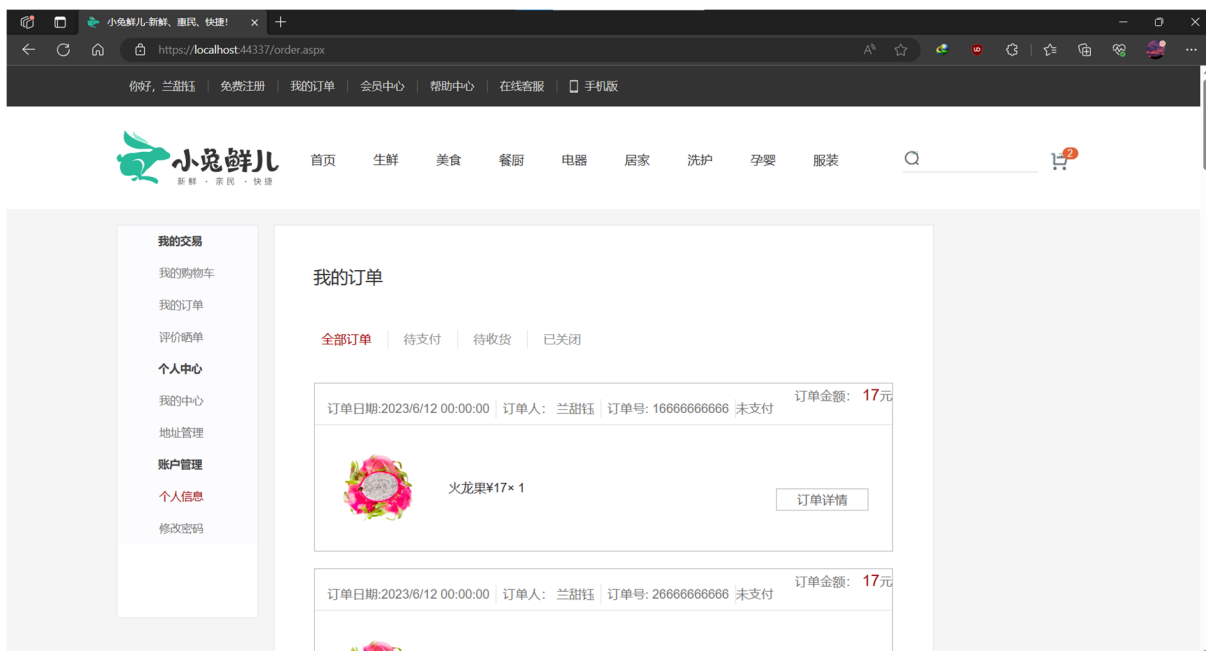 小兔鲜儿-新鲜、惠民、快捷!
https://localhost:44337/order.aspx
你好，兰甜钰 免费注册 我的订单 会员中心 帮助中心 在线客服 手机版
小兔鲜儿
新鲜 · 亲民 · 快捷
首页 生鲜 美食 餐厨 电器 居家 洗护 孕婴 服装
2
我的交易
我的购物车
我的订单
评价晒单
个人中心
我的中心
地址管理
账户管理
个人信息
修改密码
我的订单
全部订单 待支付 待收货 已关闭
订单日期:2023/6/12 00:00:00 订单人： 兰甜钰 订单号: 16666666666 未支付 订单金额： 17元
火龙果¥17× 1
订单详情
订单日期:2023/6/12 00:00:00 订单人： 兰甜钰 订单号: 26666666666 未支付 订单金额： 17元